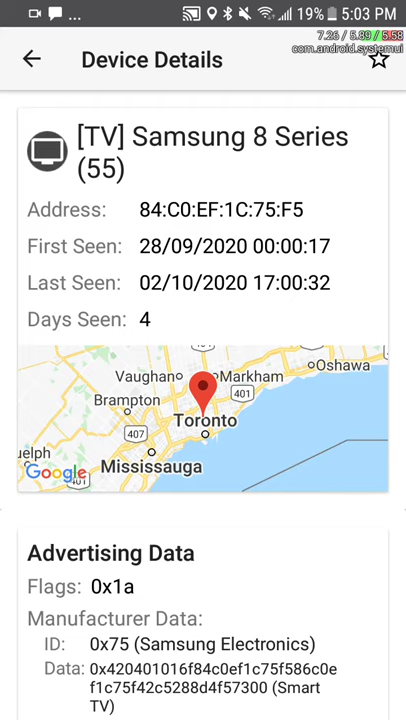 ... 19% 5:03 PM
7.26 / 5.89 / 5.58
com.android.systemui
Device Details
[TV] Samsung 8 Series
(55)
Address: 84:C0:EF:1C:75:F5
First Seen: 28/09/2020 00:00:17
Last Seen: 02/10/2020 17:00:32
Days Seen: 4
401
Vaughan Markham Oshawa
Brampton 401
407 Toronto
uelph
Google Mississauga
401
Advertising Data
Flags: 0x1a
Manufacturer Data:
ID: 0x75 (Samsung Electronics)
Data: 0x420401016f84c0ef1c75f586c0e
f1c75f42c5288d4f57300 (Smart
TV)